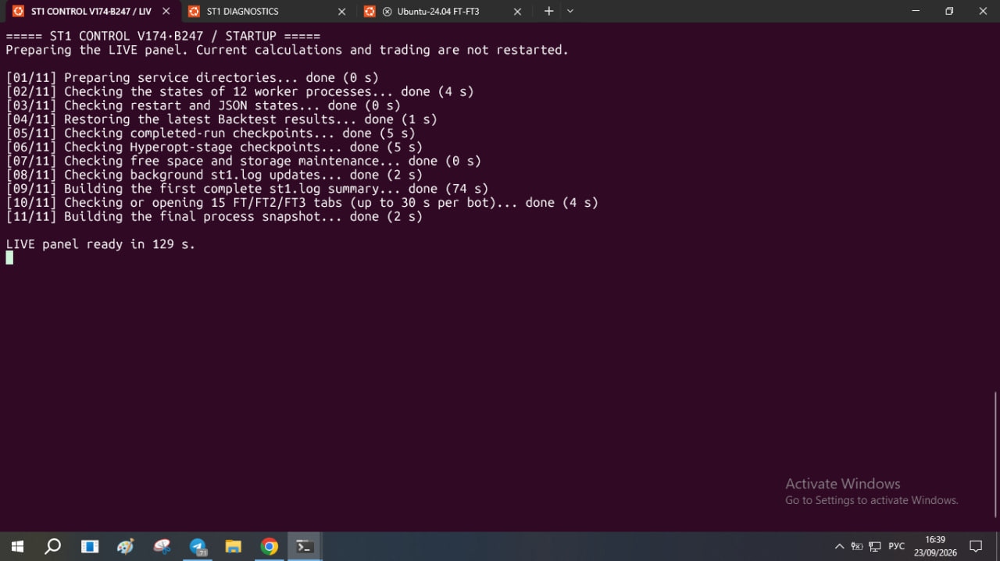 ST1 CONTROL V174·B247 / LIV
ST1 DIAGNOSTICS
Ubuntu-24.04 FT-FT3
===== ST1 CONTROL V174·B247 / STARTUP =====
Preparing the LIVE panel. Current calculations and trading are not restarted.
[01/11] Preparing service directories... done (0 s)
[02/11] Checking the states of 12 worker processes... done (4 s)
[03/11] Checking restart and JSON states... done (0 s)
[04/11] Restoring the latest Backtest results... done (1 s)
[05/11] Checking completed-run checkpoints... done (5 s)
[06/11] Checking Hyperopt-stage checkpoints... done (5 s)
[07/11] Checking free space and storage maintenance... done (0 s)
[08/11] Checking background st1.log updates... done (2 s)
[09/11] Building the first complete st1.log summary... done (74 s)
[10/11] Checking or opening 15 FT/FT2/FT3 tabs (up to 30 s per bot)... done (4 s)
[11/11] Building the final process snapshot... done (2 s)
LIVE panel ready in 129 s.
Activate Windows
Go to Settings to activate Windows.
71
РУС
16:39
23/09/2026